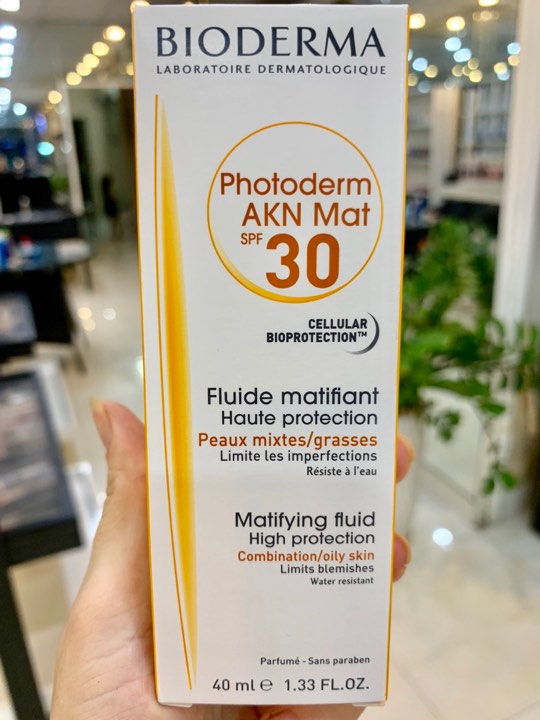 BIODERMA
LABORATOIRE DERMATOLOGIQUE
Photoderm
AKN Mat
SPF 30
CELLULAR
BIOPROTECTION™
Fluide matifiant
Haute protection
Peaux mixtes/grasses
Limite les imperfections
Résiste à l'eau
Matifying fluid
High protection
Combination/oily skin
Limits blemishes
Water resistant
Parfumé - Sans paraben
40 ml ℮ 1.33 FL.OZ.